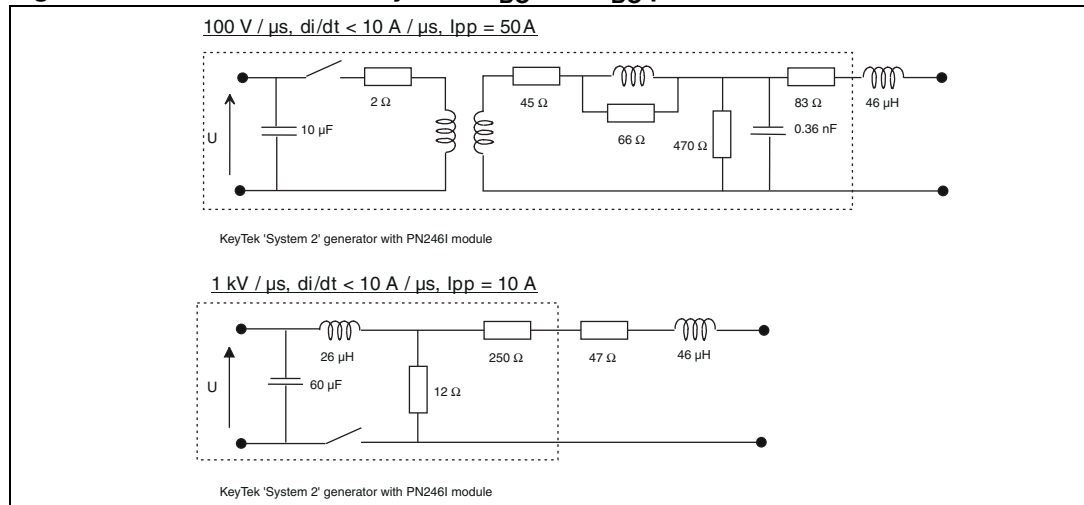 100 V / µs, di/dt < 10 A / µs, Ipp = 50 A
2 Ω
45 Ω
83 Ω
46 µH
U
10 µF
66 Ω
470 Ω
0.36 nF
KeyTek 'System 2' generator with PN246I module
1 kV / µs, di/dt < 10 A / µs, Ipp = 10 A
26 µH
250 Ω
47 Ω
46 µH
U
60 µF
12 Ω
KeyTek 'System 2' generator with PN246I module